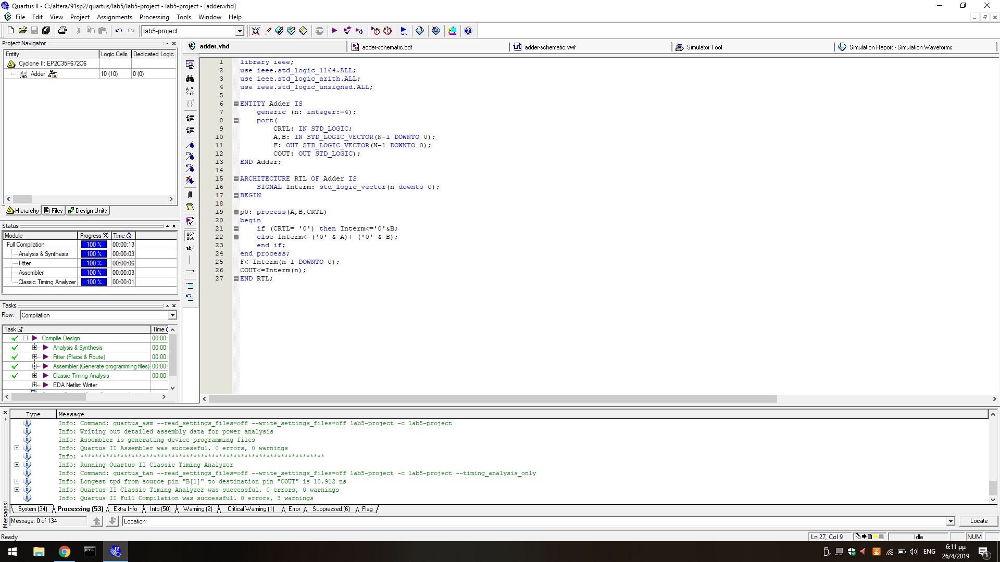 Quartus II - C:/altera/91sp2/quartus/lab5/lab5-project - lab5-project - [adder.vhd]
File Edit View Project Assignments Processing Tools Window Help
lab5-project
Project Navigator
Entity Logic Cells Dedicated Logic
Cyclone II: EP2C35F672C6
Adder 10 (10) 0 (0)
Hierarchy Files Design Units
Status
Module Progress % Time
Full Compilation 100 % 00:00:13
Analysis & Synthesis 100 % 00:00:03
Fitter 100 % 00:00:06
Assembler 100 % 00:00:03
Classic Timing Analyzer 100 % 00:00:01
Tasks
Flow: Compilation
Task Time
Compile Design 00:00:
Analysis & Synthesis 00:00:
Fitter (Place & Route) 00:00:
Assembler (Generate programming files) 00:00:
Classic Timing Analysis 00:00:
EDA Netlist Writer
adder.vhd adder-schematic.bdf adder-schematic.vwf Simulator Tool Simulation Report - Simulation Waveforms
1 library ieee;
2 use ieee.std_logic_1164.ALL;
3 use ieee.std_logic_arith.ALL;
4 use ieee.std_logic_unsigned.ALL;
5
6 ENTITY Adder IS
7 generic (n: integer:=4);
8 port(
9 CRTL: IN STD_LOGIC;
10 A,B: IN STD_LOGIC_VECTOR(N-1 DOWNTO 0);
11 F: OUT STD_LOGIC_VECTOR(N-1 DOWNTO 0);
12 COUT: OUT STD_LOGIC);
13 END Adder;
14
15 ARCHITECTURE RTL OF Adder IS
16 SIGNAL Interm: std_logic_vector(n downto 0);
17 BEGIN
18
19 p0: process(A,B,CRTL)
20 begin
21 if (CRTL= '0') then Interm<='0'&B;
22 else Interm<=('0' & A)+ ('0' & B);
23 end if;
24 end process;
25 F<=Interm(n-1 DOWNTO 0);
26 COUT<=Interm(n);
27 END RTL;
Type Message
Info: Command: quartus_asm --read_settings_files=off --write_settings_files=off lab5-project -c lab5-project
Info: Writing out detailed assembly data for power analysis
Info: Assembler is generating device programming files
Info: Quartus II Assembler was successful. 0 errors, 0 warnings
Info: *******************************************************************
Info: Running Quartus II Classic Timing Analyzer
Info: Command: quartus_tan --read_settings_files=off --write_settings_files=off lab5-project -c lab5-project --timing_analysis_only
Info: Longest tpd from source pin "B[1]" to destination pin "COUT" is 10.912 ns
Info: Quartus II Classic Timing Analyzer was successful. 0 errors, 0 warnings
Info: Quartus II Full Compilation was successful. 0 errors, 3 warnings
System (34) Processing (53) Extra Info Info (50) Warning (2) Critical Warning (1) Error Suppressed (6) Flag
Messages
Message: 0 of 134 Location: Locate
Ready Ln 27, Col 9 Idle NUM
ENG 6:11 μμ
26/4/2019
1